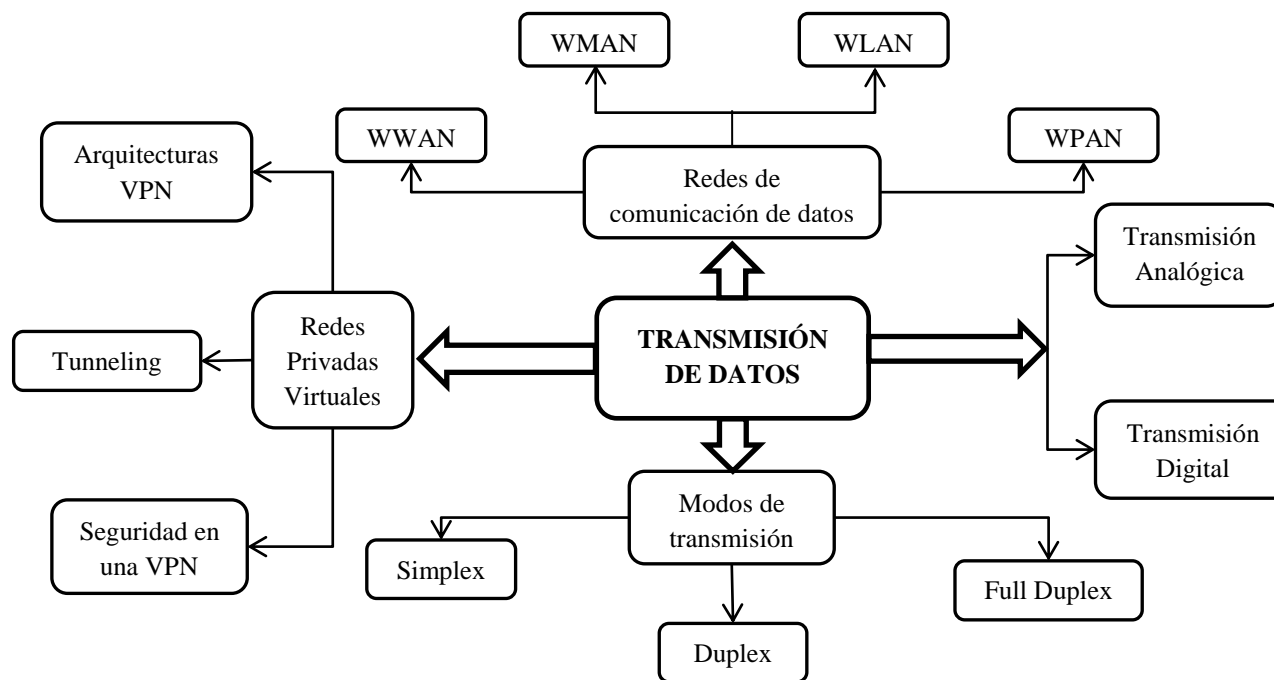 WMAN
WLAN
WWAN
WPAN
Arquitecturas
VPN
Redes de
comunicación de datos
Transmisión
Analógica
Redes
Privadas
Virtuales
TRANSMISIÓN
DE DATOS
Tunneling
Transmisión
Digital
Seguridad en
una VPN
Modos de
transmisión
Simplex
Full Duplex
Duplex